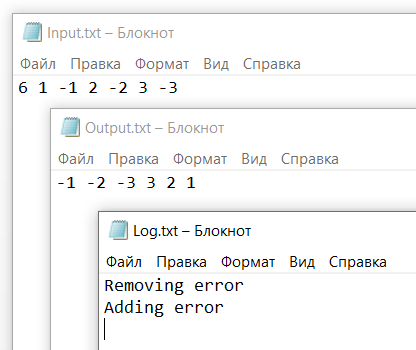 Input.txt – Блокнот
Файл Правка Формат Вид Справка
6 1 -1 2 -2 3 -3
Output.txt – Блокнот
Файл Правка Формат Вид Справка
-1 -2 -3 3 2 1
Log.txt – Блокнот
Файл Правка Формат Вид Справка
Removing error
Adding error